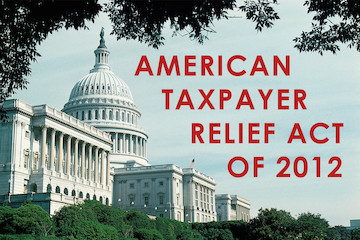 AMERICAN
TAXPAYER
RELIEF ACT
OF 2012